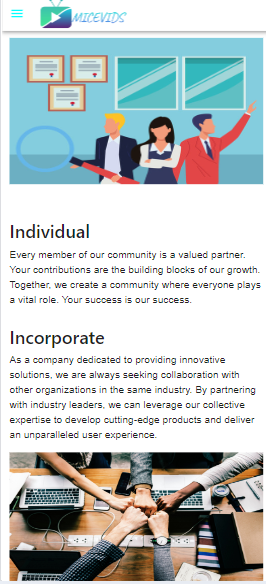 MICEVIDS
Individual
Every member of our community is a valued partner.
Your contributions are the building blocks of our growth.
Together, we create a community where everyone plays
a vital role. Your success is our success.
Incorporate
As a company dedicated to providing innovative
solutions, we are always seeking collaboration with
other organizations in the same industry. By partnering
with industry leaders, we can leverage our collective
expertise to develop cutting-edge products and deliver
an unparalleled user experience.